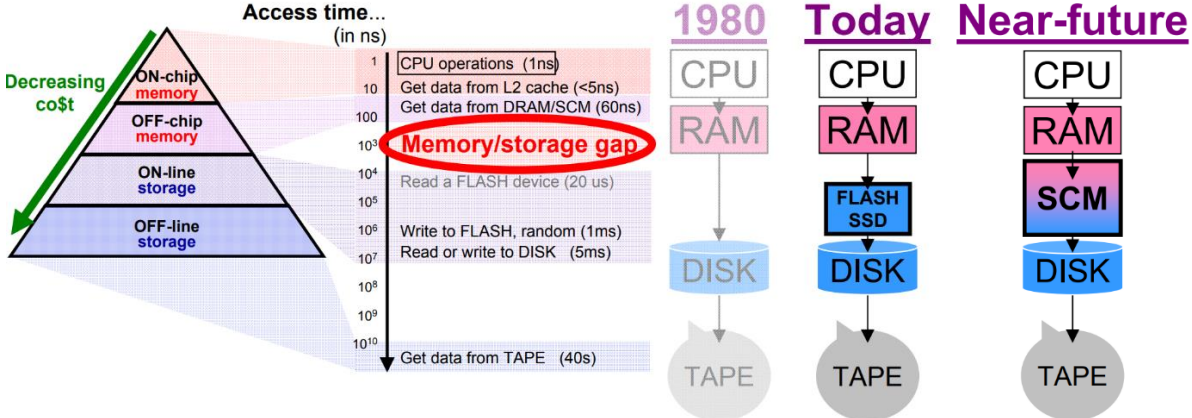 Access time...
(in ns)
Decreasing
co$t
ON-chip
memory
OFF-chip
memory
ON-line
storage
OFF-line
storage
1
10
100
10³
10⁴
10⁵
10⁶
10⁷
10⁸
10⁹
10¹⁰
CPU operations (1ns)
Get data from L2 cache (<5ns)
Get data from DRAM/SCM (60ns)
Memory/storage gap
Read a FLASH device (20 us)
Write to FLASH, random (1ms)
Read or write to DISK (5ms)
Get data from TAPE (40s)
1980
CPU
RAM
DISK
TAPE
Today
CPU
RAM
FLASH
SSD
DISK
TAPE
Near-future
CPU
RAM
SCM
DISK
TAPE